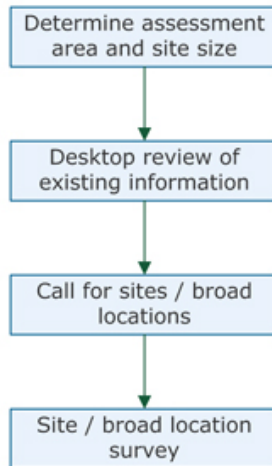 Determine assessment
area and site size
Desktop review of
existing information
Call for sites / broad
locations
Site / broad location
survey